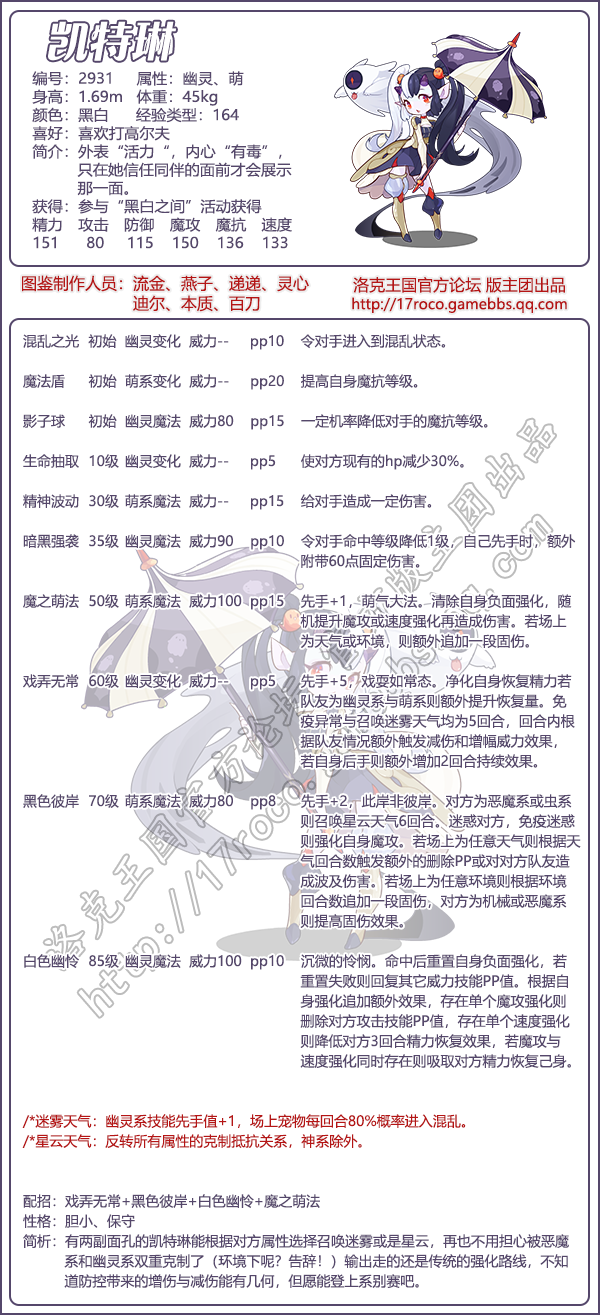 凯特琳
编号：2931 属性：幽灵、萌
身高：1.69m 体重：45kg
颜色：黑白 经验类型：164
喜好：喜欢打高尔夫
简介：外表“活力“，内心“有毒”，
只在她信任同伴的面前才会展示
那一面。
获得：参与“黑白之间”活动获得
精力 攻击 防御 魔攻 魔抗 速度
151 80 115 150 136 133
图鉴制作人员：流金、燕子、递递、灵心
迪尔、本质、百刀
洛克王国官方论坛 版主团出品
http://17roco.gamebbs.qq.com
混乱之光 初始 幽灵变化 威力-- pp10 令对手进入到混乱状态。
魔法盾 初始 萌系变化 威力-- pp20 提高自身魔抗等级。
影子球 初始 幽灵魔法 威力80 pp15 一定机率降低对手的魔抗等级。
生命抽取 10级 幽灵变化 威力-- pp5 使对方现有的hp减少30%。
精神波动 30级 萌系魔法 威力-- pp15 给对手造成一定伤害。
暗黑强袭 35级 幽灵魔法 威力90 pp10 令对手命中等级降低1级，自己先手时，额外
附带60点固定伤害。
魔之萌法 50级 萌系魔法 威力100 pp15 先手+1，萌气大法。清除自身负面强化，随
机提升魔攻或速度强化再造成伤害。若场上
为天气或环境，则额外追加一段固伤。
戏弄无常 60级 幽灵变化 威力-- pp5 先手+5，戏耍如常态。净化自身恢复精力若
队友为幽灵系与萌系则额外提升恢复量。免
疫异常与召唤迷雾天气均为5回合，回合内根
据队友情况额外触发减伤和增幅威力效果，
若自身后手则额外增加2回合持续效果。
黑色彼岸 70级 萌系魔法 威力80 pp8 先手+2，此岸非彼岸。对方为恶魔系或虫系
则召唤星云天气6回合。迷惑对方，免疫迷惑
则强化自身魔攻。若场上为任意天气则根据天
气回合数触发额外的删除PP或对对方队友造
成波及伤害。若场上为任意环境则根据环境
回合数追加一段固伤，对方为机械或恶魔系
则提高固伤效果。
白色幽怜 85级 幽灵魔法 威力100 pp10 沉微的怜悯。命中后重置自身负面强化，若
重置失败则回复其它威力技能PP值。根据自
身强化追加额外效果，存在单个魔攻强化则
删除对方攻击技能PP值，存在单个速度强化
则降低对方3回合精力恢复效果，若魔攻与
速度强化同时存在则吸取对方精力恢复己身。
/*迷雾天气：幽灵系技能先手值+1，场上宠物每回合80%概率进入混乱。
/*星云天气：反转所有属性的克制抵抗关系，神系除外。
配招：戏弄无常+黑色彼岸+白色幽怜+魔之萌法
性格：胆小、保守
简析：有两副面孔的凯特琳能根据对方属性选择召唤迷雾或是星云，再也不用担心被恶魔
系和幽灵系双重克制了（环境下呢？告辞！）输出走的还是传统的强化路线，不知
道防控带来的增伤与减伤能有几何，但愿能登上系别赛吧。
洛克王国官方论坛 版主团出品
http://17roco.gamebbs.qq.com